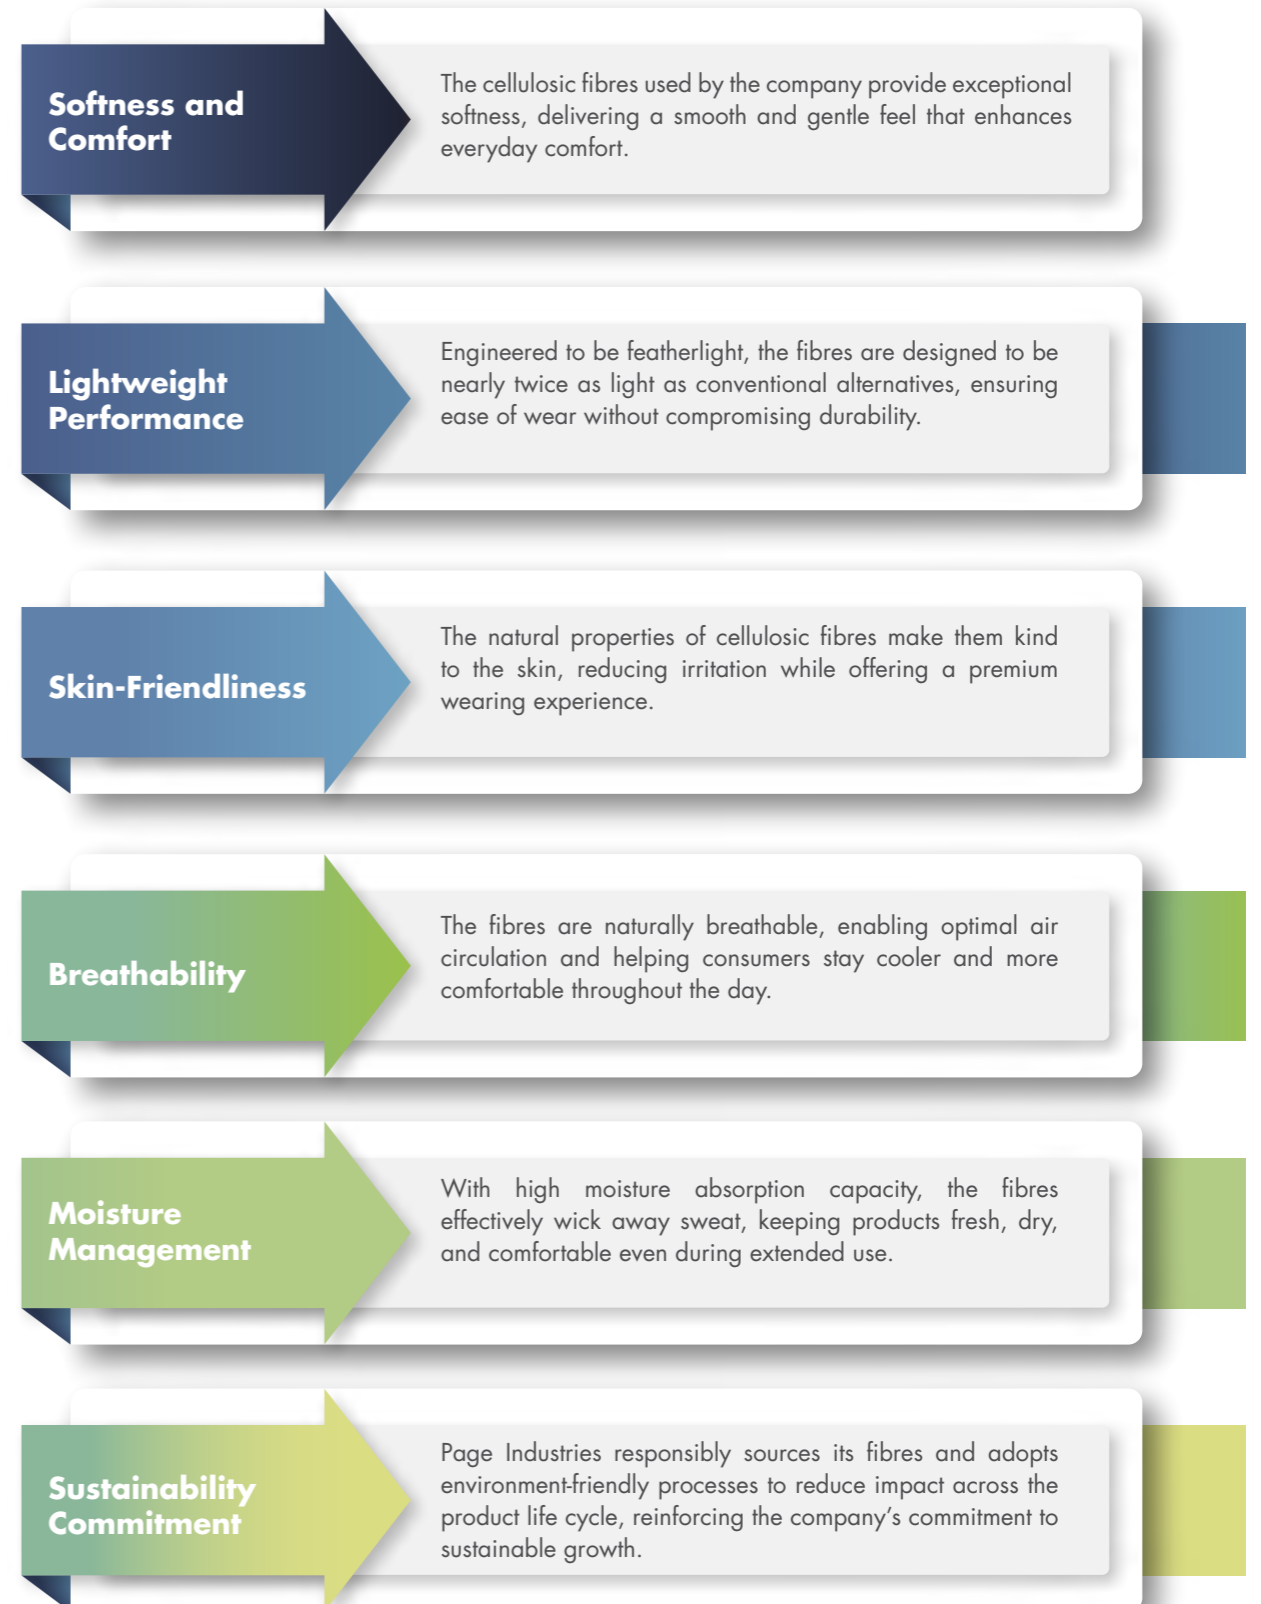 Softness and
Comfort
The cellulosic fibres used by the company provide exceptional
softness, delivering a smooth and gentle feel that enhances
everyday comfort.
Lightweight
Performance
Engineered to be featherlight, the fibres are designed to be
nearly twice as light as conventional alternatives, ensuring
ease of wear without compromising durability.
Skin-Friendliness
The natural properties of cellulosic fibres make them kind
to the skin, reducing irritation while offering a premium
wearing experience.
Breathability
The fibres are naturally breathable, enabling optimal air
circulation and helping consumers stay cooler and more
comfortable throughout the day.
Moisture
Management
With high moisture absorption capacity, the fibres
effectively wick away sweat, keeping products fresh, dry,
and comfortable even during extended use.
Sustainability
Commitment
Page Industries responsibly sources its fibres and adopts
environment-friendly processes to reduce impact across the
product life cycle, reinforcing the company’s commitment to
sustainable growth.